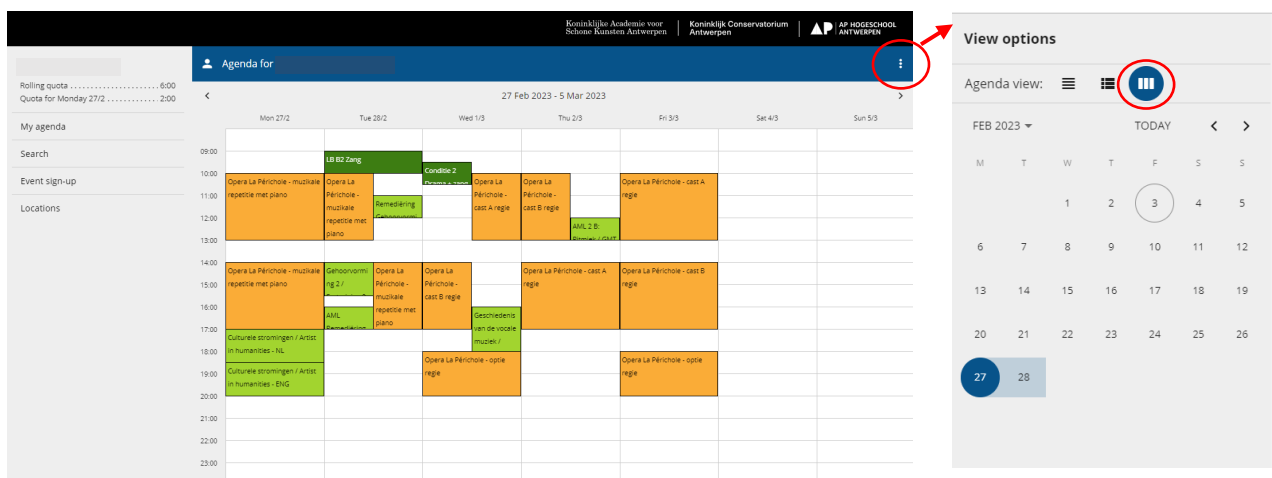 Koninklijke Academie voor
Schone Kunsten Antwerpen
Koninklijk Conservatorium
Antwerpen
AP
AP HOGESCHOOL
ANTWERPEN
Rolling quota . . . . . . . . . . . . . . . . . . . . . . 6:00
Quota for Monday 27/2 . . . . . . . . . . . . 2:00
My agenda
Search
Event sign-up
Locations
Agenda for
27 Feb 2023 - 5 Mar 2023
Mon 27/2 Tue 28/2 Wed 1/3 Thu 2/3 Fri 3/3 Sat 4/3 Sun 5/3
09:00
10:00
11:00
12:00
13:00
14:00
15:00
16:00
17:00
18:00
19:00
20:00
21:00
22:00
23:00
Opera La Périchole - muzikale
repetitie met piano
Opera La Périchole - muzikale
repetitie met piano
Culturele stromingen / Artist
in humanities - NL
Culturele stromingen / Artist
in humanities - ENG
LB B2 Zang
Opera La
Périchole -
muzikale
repetitie met
piano
Remediëring
Gehoorvormi
Gehoorvormi
ng 2 /
AML
Remediëring
Opera La
Périchole -
muzikale
repetitie met
piano
Conditie 2
Drama + zang
Opera La
Périchole -
cast A regie
Opera La
Périchole -
cast B regie
Geschiedenis
van de vocale
muziek /
Opera La Périchole - optie
regie
Opera La
Périchole -
cast B regie
AML 2 B:
Ritmiek / GMT
Opera La Périchole - cast A
regie
Opera La Périchole - cast A
regie
Opera La Périchole - cast B
regie
Opera La Périchole - optie
regie
View options
Agenda view:
FEB 2023 TODAY
M T W T F S S
1 2 3 4 5
6 7 8 9 10 11 12
13 14 15 16 17 18 19
20 21 22 23 24 25 26
27 28